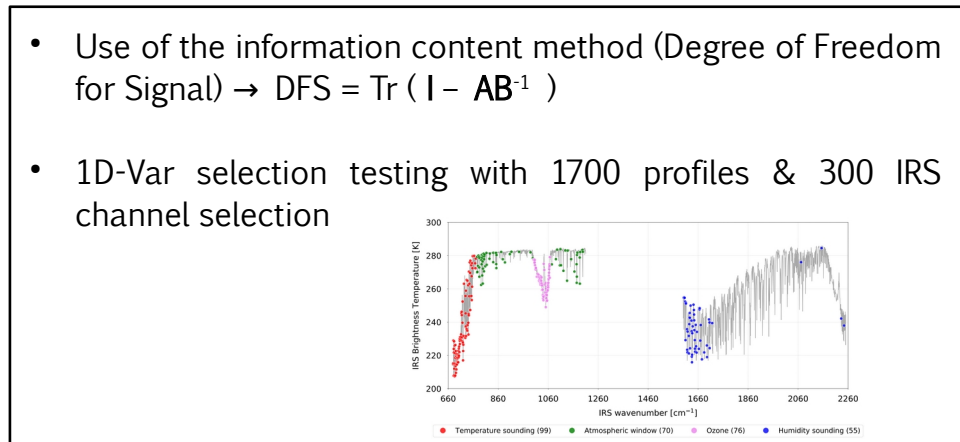 • Use of the information content method (Degree of Freedom
for Signal) → DFS = Tr ( I – AB⁻¹ )
• 1D-Var selection testing with 1700 profiles & 300 IRS
channel selection
300
280
260
240
220
200
IRS Brightness Temperature [K]
660 860 1060 1260 1460 1660 1860 2060 2260
IRS wavenumber [cm⁻¹]
Temperature sounding (99) Atmospheric window (70) Ozone (76) Humidity sounding (55)